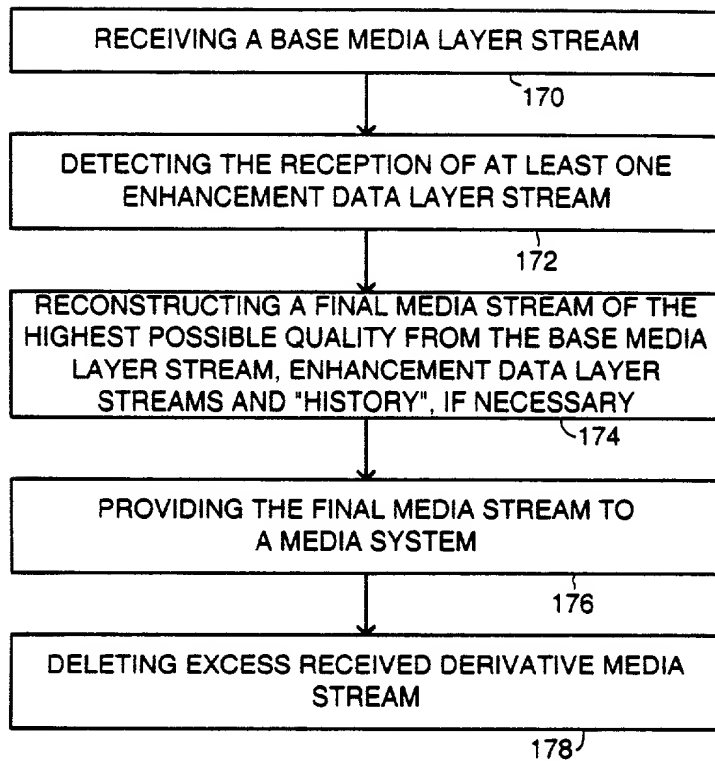 RECEIVING A BASE MEDIA LAYER STREAM
170
DETECTING THE RECEPTION OF AT LEAST ONE
ENHANCEMENT DATA LAYER STREAM
172
RECONSTRUCTING A FINAL MEDIA STREAM OF THE
HIGHEST POSSIBLE QUALITY FROM THE BASE MEDIA
LAYER STREAM, ENHANCEMENT DATA LAYER
STREAMS AND "HISTORY", IF NECESSARY
174
PROVIDING THE FINAL MEDIA STREAM TO
A MEDIA SYSTEM
176
DELETING EXCESS RECEIVED DERIVATIVE MEDIA
STREAM
178